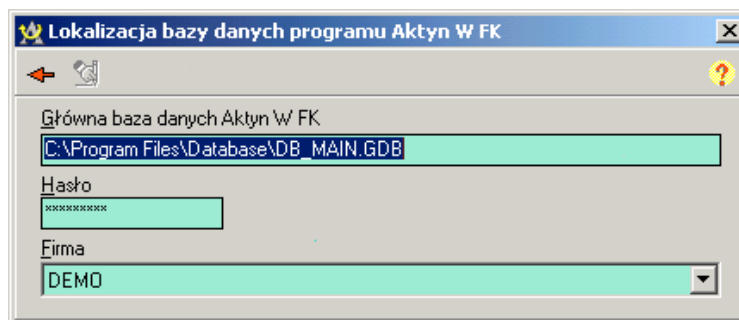 Lokalizacja bazy danych programu Aktyn W FK
Główna baza danych Aktyn W FK
C:\Program Files\Database\DB_MAIN.GDB
Hasło
*********
Firma
DEMO